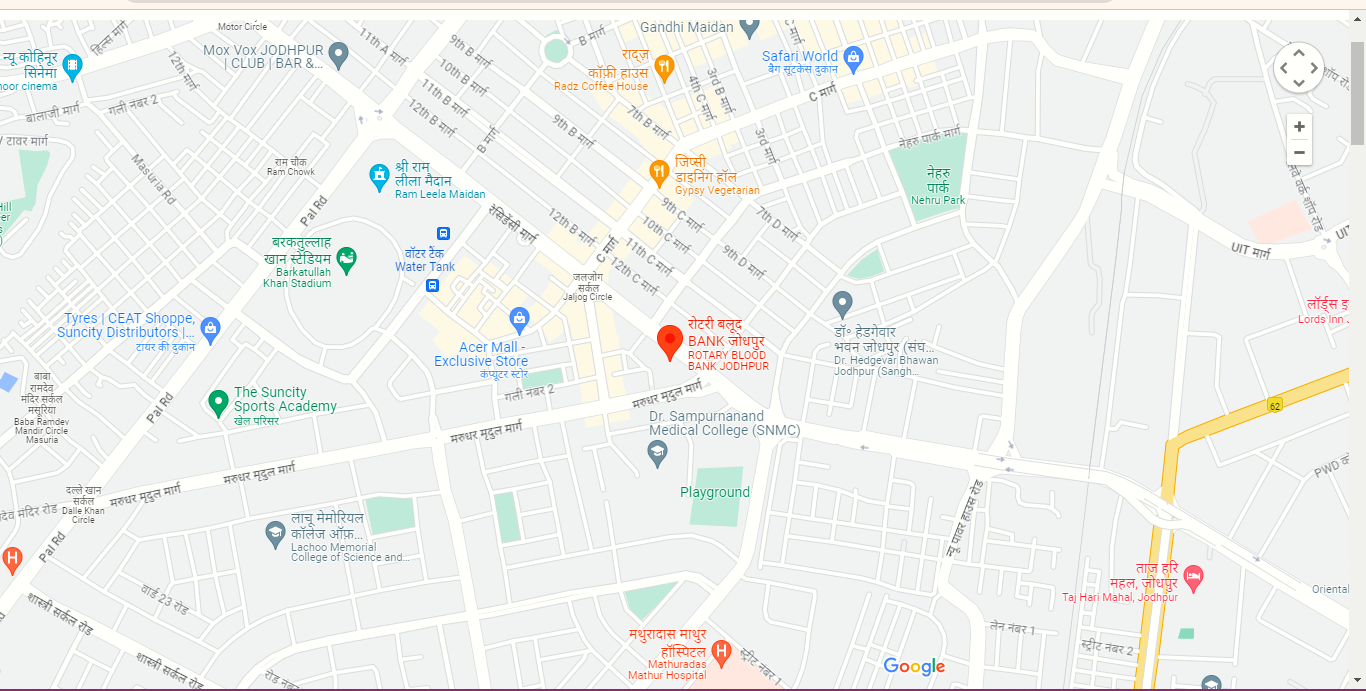 Motor Circle
हिल्स मार्ग
न्यू कोहिनूर
सिनेमा
noor cinema
Mox Vox JODHPUR
| CLUB | BAR &...
12th मार्ग
11th A मार्ग
9th B मार्ग
10th B मार्ग
11th B मार्ग
12th B मार्ग
B मार्ग
Gandhi Maidan
रादूज़
कॉफ़ी हाउस
Radz Coffee House
3rd B मार्ग
4th C मार्ग
Safari World
बैग सूटकेस दुकान
C मार्ग
बालाजी मार्ग
गली नंबर 2
7th B मार्ग
9th B मार्ग
B मार्ग
3rd मार्ग
नेहरु पार्क मार्ग
टावर मार्ग
Masuria Rd
राम चौक
Ram Chowk
श्री राम
लीला मैदान
Ram Leela Maidan
जिप्सी
डाइनिंग हॉल
Gypsy Vegetarian
नेहरु
पार्क
Nehru Park
Pal Rd
रेसिडेंसी मार्ग
12th B मार्ग
9th C मार्ग
10th C मार्ग
11th C मार्ग
12th C मार्ग
7th D मार्ग
9th D मार्ग
C मार्ग
Hill
बरकतुल्लाह
खान स्टेडियम
Barkatullah
Khan Stadium
वॉटर टैंक
Water Tank
UIT मार्ग
जलजोग
सर्कल
Jaljog Circle
Tyres | CEAT Shoppe,
Suncity Distributors |...
टायर की दुकान
Acer Mall -
Exclusive Store
कंप्यूटर स्टोर
रोटरी बलूद
BANK जोधपुर
ROTARY BLOOD
BANK JODHPUR
डॉ॰ हेडगेवार
भवन जोधपुर (संघ...
Dr. Hedgevar Bhawan
Jodhpur (Sangh...
लॉर्ड्स इ
Lords Inn
बाबा
रामदेव
मंदिर सर्कल
मसूरिया
Baba Ramdev
Mandir Circle
Masuria
Pal Rd
The Suncity
Sports Academy
खेल परिसर
गली नंबर 2
मरुधर मृदुल मार्ग
62
Dr. Sampurnanand
Medical College (SNMC)
मरुधर मृदुल मार्ग
मरुधर मृदुल मार्ग
मरुधर मृदुल मार्ग
Playground
दल्ले खान
सर्कल
Dalle Khan
Circle
देव मंदिर रोड
PWD
Pal Rd
लाचू मेमोरियल
कॉलेज ऑफ़...
Lachoo Memorial
College of Science and...
न्यू पावर हाउस रोड
ताज हरि
महल, जोधपुर
Taj Hari Mahal, Jodhpur
Oriental
वार्ड 23 रोड
शास्त्री सर्कल रोड
शास्त्री सर्कल रोड
रोड नंबर
मथुरादास माथुर
हॉस्पिटल
Mathuradas
Mathur Hospital
स्ट्रीट नंबर 1
लेन नंबर 1
स्ट्रीट नंबर 2
Google